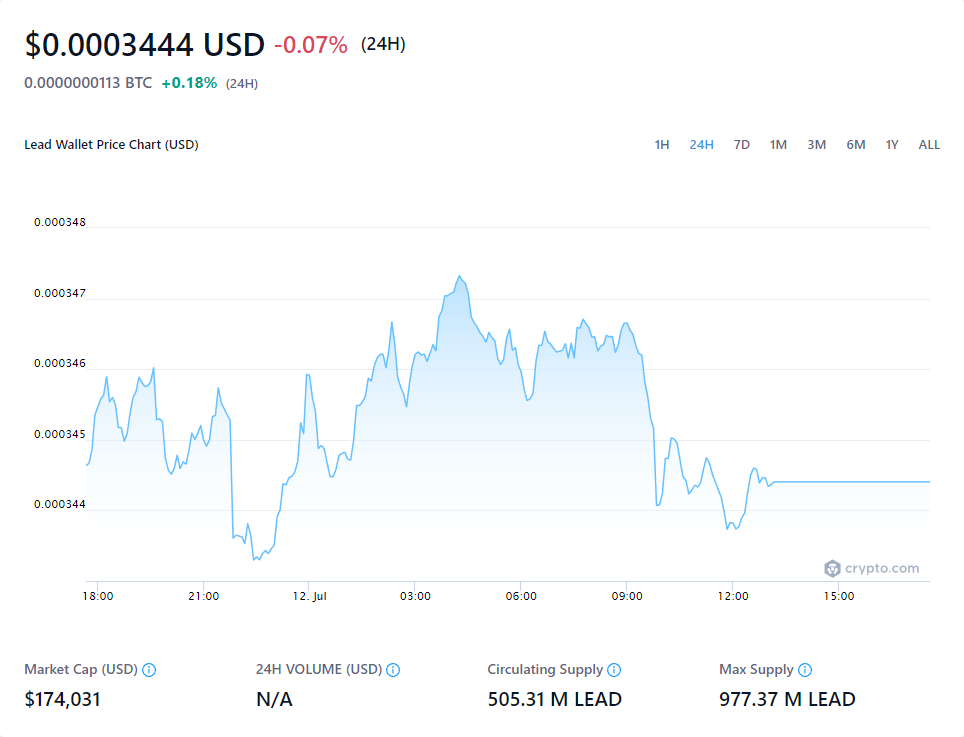 $0.0003444 USD -0.07% (24H)
0.0000000113 BTC +0.18% (24H)
Lead Wallet Price Chart (USD) 1H 24H 7D 1M 3M 6M 1Y ALL
0.000348
0.000347
0.000346
0.000345
0.000344
crypto.com
18:00 21:00 12. Jul 03:00 06:00 09:00 12:00 15:00
Market Cap (USD) 24H VOLUME (USD) Circulating Supply Max Supply
$174,031 N/A 505.31 M LEAD 977.37 M LEAD